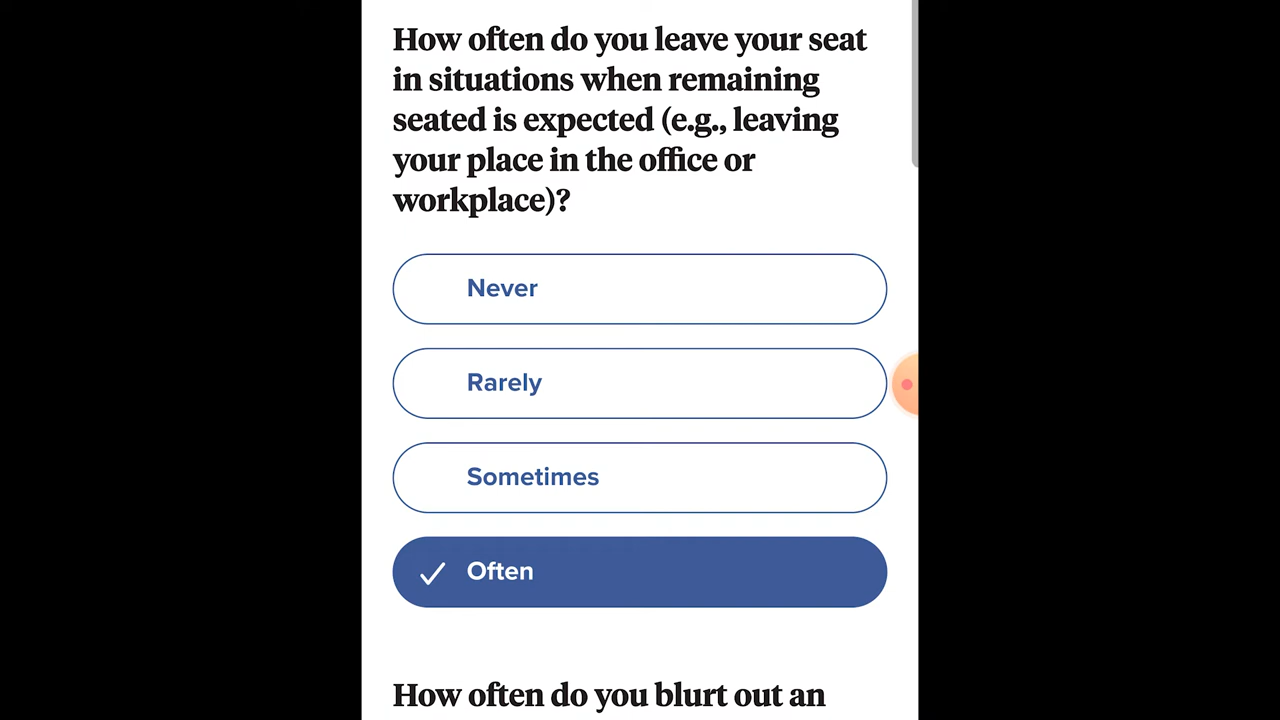 How often do you leave your seat
in situations when remaining
seated is expected (e.g., leaving
your place in the office or
workplace)?
Never
Rarely
Sometimes
Often
How often do you blurt out an